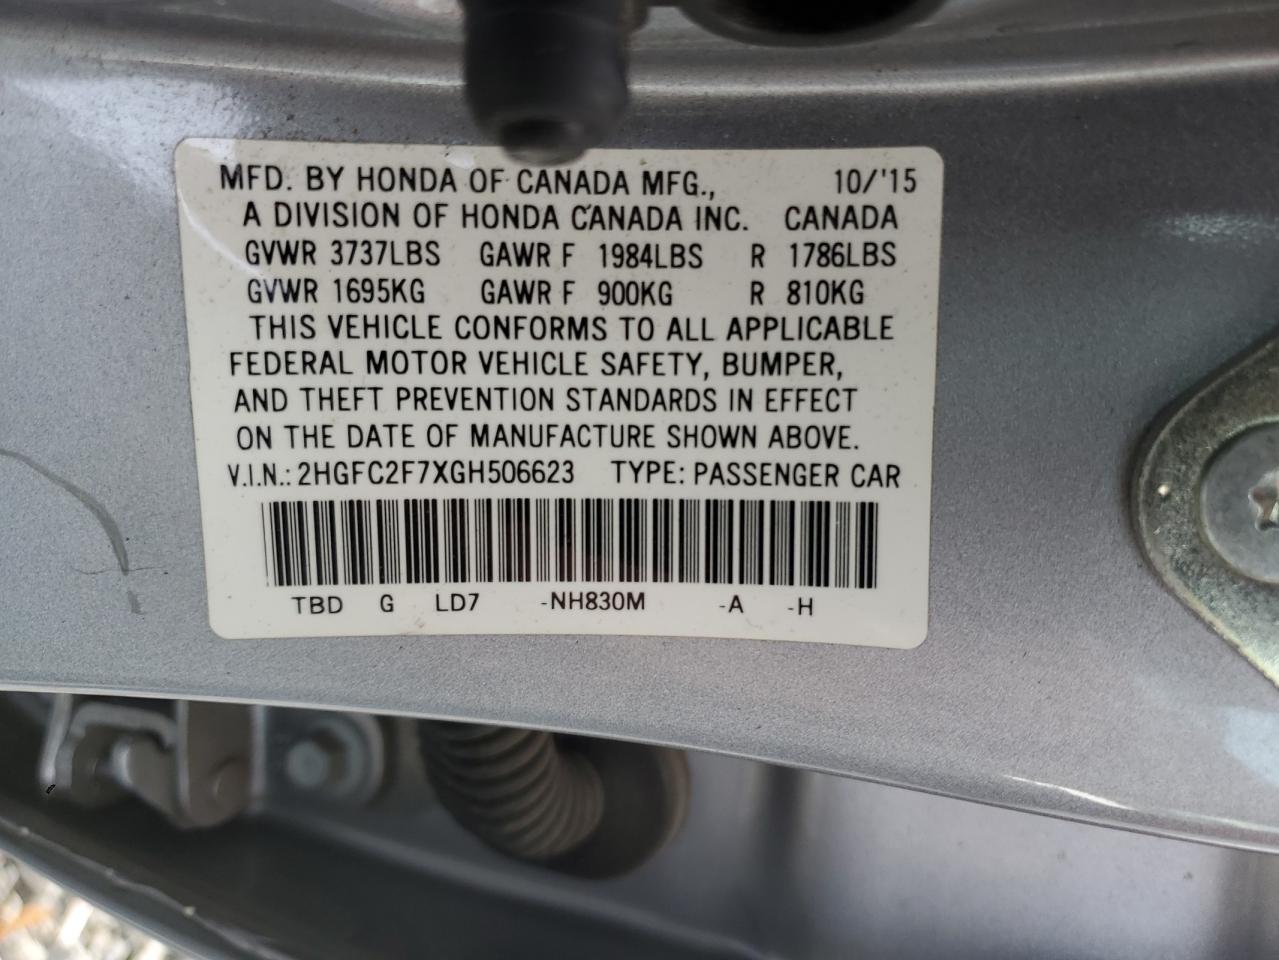 MFD. BY HONDA OF CANADA MFG., 10/'15
A DIVISION OF HONDA CANADA INC. CANADA
GVWR 3737LBS GAWR F 1984LBS R 1786LBS
GVWR 1695KG GAWR F 900KG R 810KG
THIS VEHICLE CONFORMS TO ALL APPLICABLE
FEDERAL MOTOR VEHICLE SAFETY, BUMPER,
AND THEFT PREVENTION STANDARDS IN EFFECT
ON THE DATE OF MANUFACTURE SHOWN ABOVE.
V.I.N.: 2HGFC2F7XGH506623 TYPE: PASSENGER CAR
TBD G LD7 -NH830M -A -H